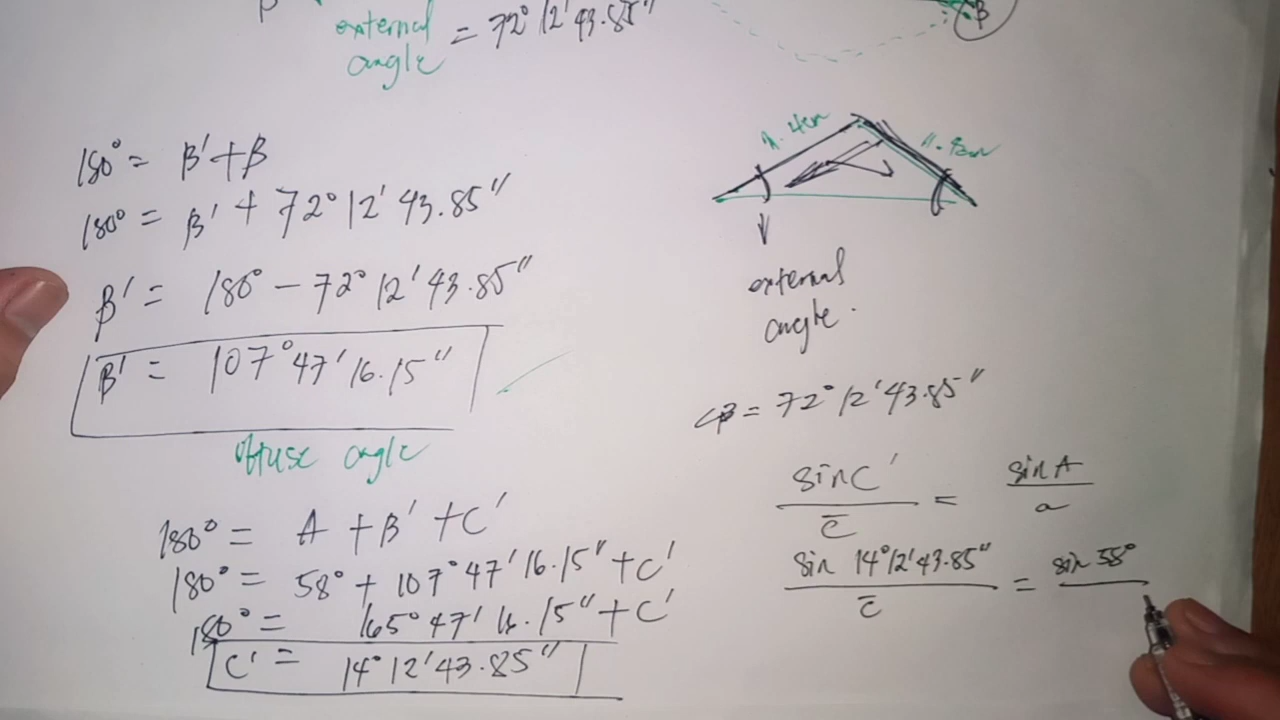 β
external = 72° 12' 43.85"
angle
β
180° = β' + β
180° = β' + 72° 12' 43.85"
β' = 180° - 72° 12' 43.85"
β' = 107° 47' 16.15"
obtuse angle
180° = A + β' + C'
180° = 58° + 107° 47' 16.15" + C'
180° = 165° 47' 16.15" + C'
C' = 14° 12' 43.85"
external
angle.
∠β = 72° 12' 43.85"
sin C' / c̄ = sin A / a
sin 14° 12' 43.85" / c̄ = sin 58°